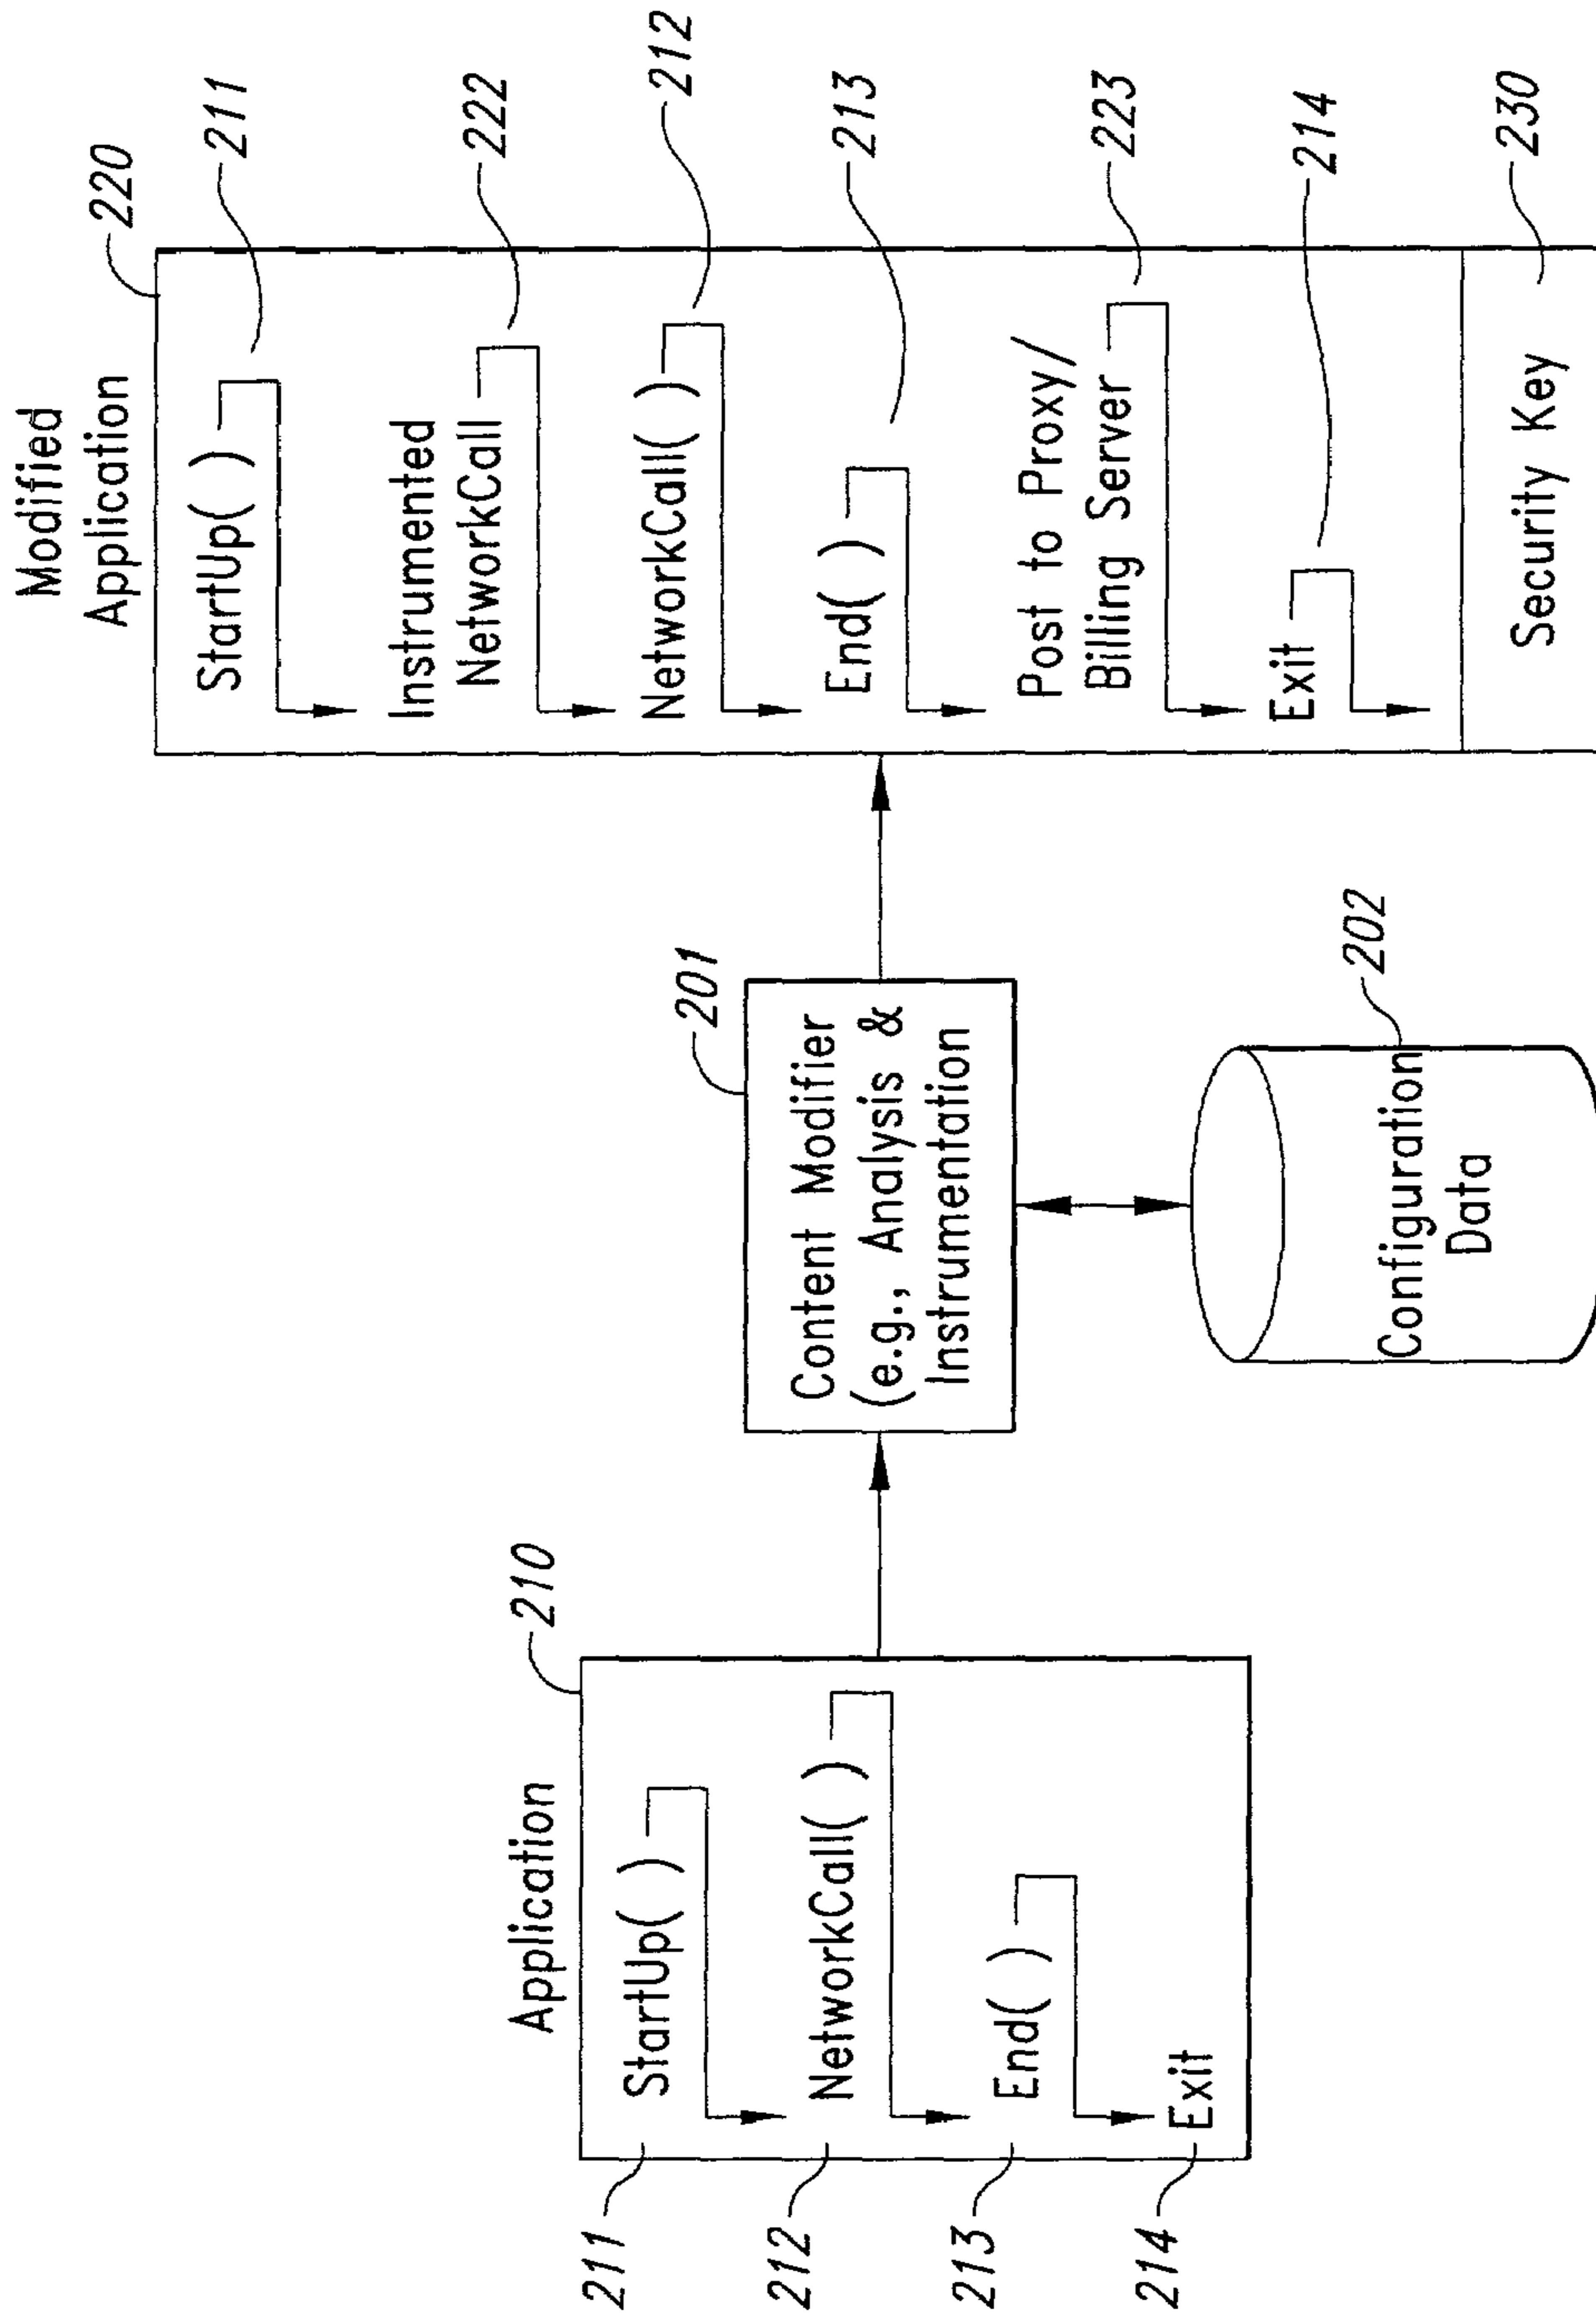 Application
210
211
StartUp( )
212
NetworkCall( )
213
End( )
214
Exit
201
Content Modifier
(e.g., Analysis &
Instrumentation
202
Configuration
Data
Modified
Application
220
StartUp( )
211
Instrumented
NetworkCall
222
NetworkCall( )
212
End( )
213
Post to Proxy/
Billing Server
223
Exit
214
Security Key
230